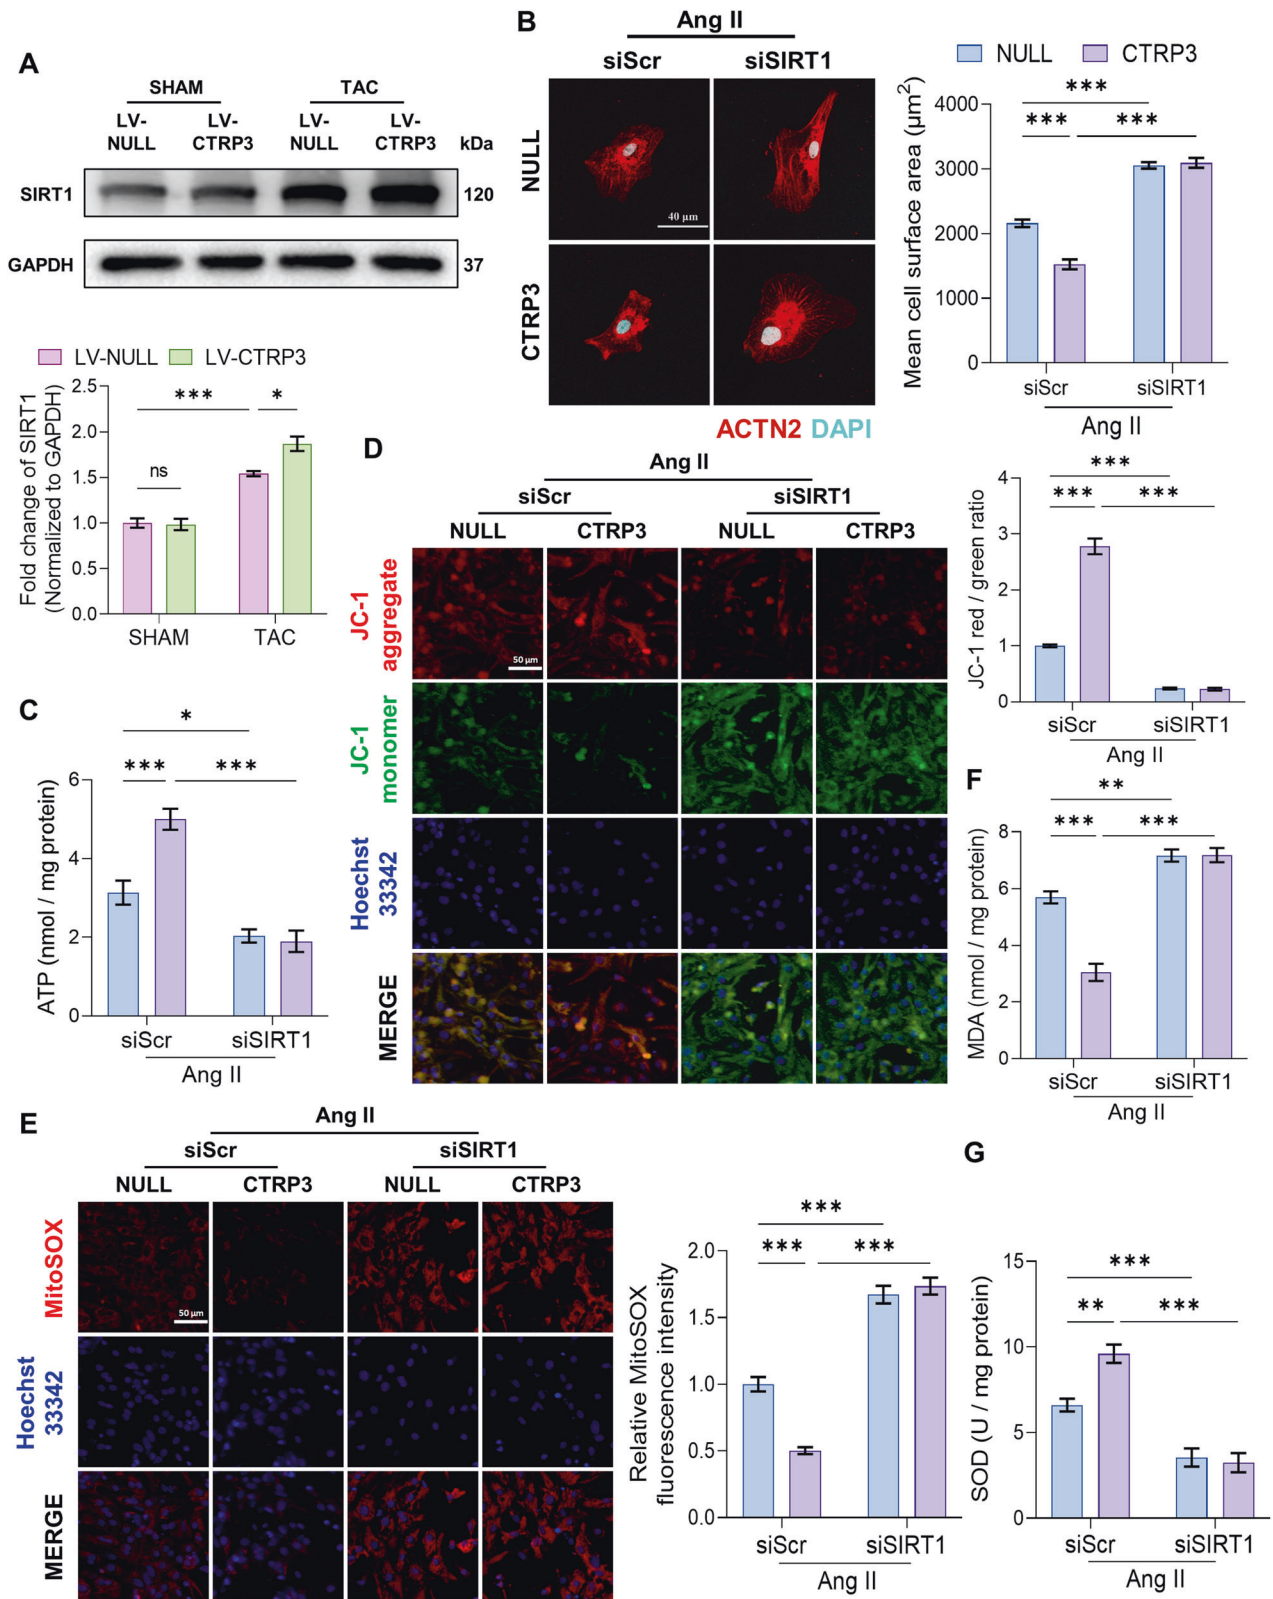 A
SHAM TAC
LV-NULL LV-CTRP3 LV-NULL LV-CTRP3 kDa
SIRT1 120
GAPDH 37
LV-NULL LV-CTRP3
Fold change of SIRT1
(Normalized to GAPDH)
2.5
2.0
1.5
1.0
0.5
0.0
ns
***
*
SHAM TAC
B
Ang II
siScr siSIRT1
NULL
CTRP3
40 µm
ACTN2 DAPI
NULL CTRP3
Mean cell surface area (µm²)
4000
3000
2000
1000
0
***
*** ***
siScr siSIRT1
Ang II
C
ATP (nmol / mg protein)
6
4
2
0
*
*** ***
siScr siSIRT1
Ang II
D
Ang II
siScr siSIRT1
NULL CTRP3 NULL CTRP3
JC-1
aggregate
50 µm
JC-1
monomer
Hoechst
33342
MERGE
JC-1 red / green ratio
4
3
2
1
0
***
*** ***
siScr siSIRT1
Ang II
E
Ang II
siScr siSIRT1
NULL CTRP3 NULL CTRP3
MitoSOX
50 µm
Hoechst
33342
MERGE
Relative MitoSOX
fluorescence intensity
2.0
1.5
1.0
0.5
0.0
***
*** ***
siScr siSIRT1
Ang II
F
MDA (nmol / mg protein)
8
6
4
2
0
**
*** ***
siScr siSIRT1
Ang II
G
SOD (U / mg protein)
15
10
5
0
***
** ***
siScr siSIRT1
Ang II